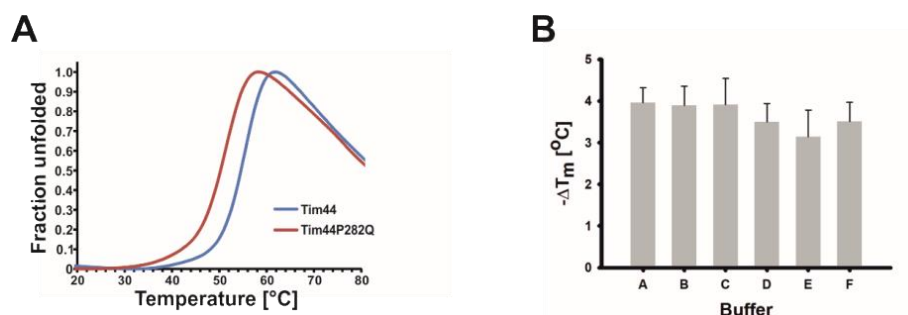 A
Fraction unfolded
1.0
0.9
0.8
0.7
0.6
0.5
0.4
0.3
0.2
0.1
0
20 30 40 50 60 70 80
Temperature [°C]
Tim44
Tim44P282Q
B
-ΔTm [°C]
5
4
3
2
1
0
A B C D E F
Buffer